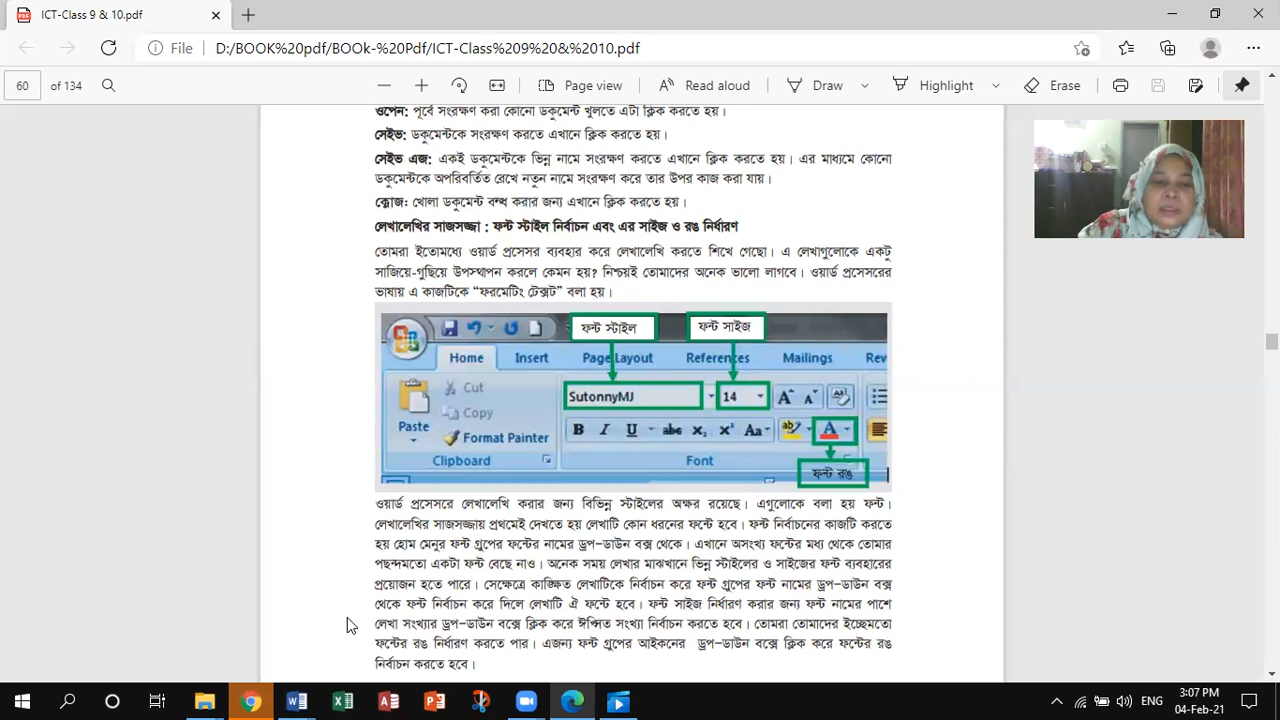 ICT-Class 9 & 10.pdf
File D:/BOOK%20pdf/BOOk-%20Pdf/ICT-Class%209%20&%2010.pdf
60 of 134 Page view Read aloud Draw Highlight Erase
ওপেন: পূর্বে সংরক্ষণ করা কোনো ডকুমেন্ট খুলতে এটা ক্লিক করতে হয়।
সেইভ: ডকুমেন্টকে সংরক্ষণ করতে এখানে ক্লিক করতে হয়।
সেইভ এজ: একই ডকুমেন্টকে ভিন্ন নামে সংরক্ষণ করতে এখানে ক্লিক করতে হয়। এর মাধ্যমে কোনো
ডকুমেন্টকে অপরিবর্তিত রেখে নতুন নামে সংরক্ষণ করে তার উপর কাজ করা যায়।
ক্লোজ: খোলা ডকুমেন্ট বন্ধ করার জন্য এখানে ক্লিক করতে হয়।
লেখালেখির সাজসজ্জা : ফন্ট স্টাইল নির্বাচন এবং এর সাইজ ও রঙ নির্ধারণ
তোমরা ইতোমধ্যে ওয়ার্ড প্রসেসর ব্যবহার করে লেখালেখি করতে শিখে গেছো। এ লেখাগুলোকে একটু
সাজিয়ে-গুছিয়ে উপস্থাপন করলে কেমন হয়? নিশ্চয়ই তোমাদের অনেক ভালো লাগবে। ওয়ার্ড প্রসেসরের
ভাষায় এ কাজটিকে “ফরমেটিং টেক্সট” বলা হয়।
ফন্ট স্টাইল ফন্ট সাইজ
Home Insert Page Layout References Mailings Rev
Cut SutonnyMJ 14
Copy
Paste Format Painter
Clipboard Font
ফন্ট রঙ
ওয়ার্ড প্রসেসরে লেখালেখি করার জন্য বিভিন্ন স্টাইলের অক্ষর রয়েছে। এগুলোকে বলা হয় ফন্ট।
লেখালেখির সাজসজ্জায় প্রথমেই দেখতে হয় লেখাটি কোন ধরনের ফন্টে হবে। ফন্ট নির্বাচনের কাজটি করতে
হয় হোম মেনুর ফন্ট গ্রুপের ফন্টের নামের ড্রপ-ডাউন বক্স থেকে। এখানে অসংখ্য ফন্টের মধ্য থেকে তোমার
পছন্দমতো একটা ফন্ট বেছে নাও। অনেক সময় লেখার মাঝখানে ভিন্ন স্টাইলের ও সাইজের ফন্ট ব্যবহারের
প্রয়োজন হতে পারে। সেক্ষেত্রে কাঙ্ক্ষিত লেখাটিকে নির্বাচন করে ফন্ট গ্রুপের ফন্ট নামের ড্রপ-ডাউন বক্স
থেকে ফন্ট নির্বাচন করে দিলে লেখাটি ঐ ফন্টে হবে। ফন্ট সাইজ নির্ধারণ করার জন্য ফন্ট নামের পাশে
লেখা সংখ্যার ড্রপ-ডাউন বক্সে ক্লিক করে ঈপ্সিত সংখ্যা নির্বাচন করতে হবে। তোমরা তোমাদের ইচ্ছেমতো
ফন্টের রঙ নির্ধারণ করতে পার। এজন্য ফন্ট গ্রুপের আইকনের ড্রপ-ডাউন বক্সে ক্লিক করে ফন্টের রঙ
নির্বাচন করতে হবে।
ENG 3:07 PM
04-Feb-21